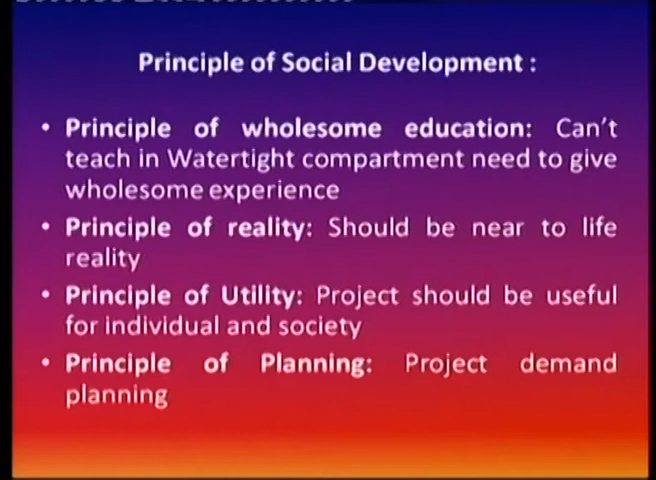 Principle of Social Development :
• Principle of wholesome education: Can't
teach in Watertight compartment need to give
wholesome experience
• Principle of reality: Should be near to life
reality
• Principle of Utility: Project should be useful
for individual and society
• Principle of Planning: Project demand
planning